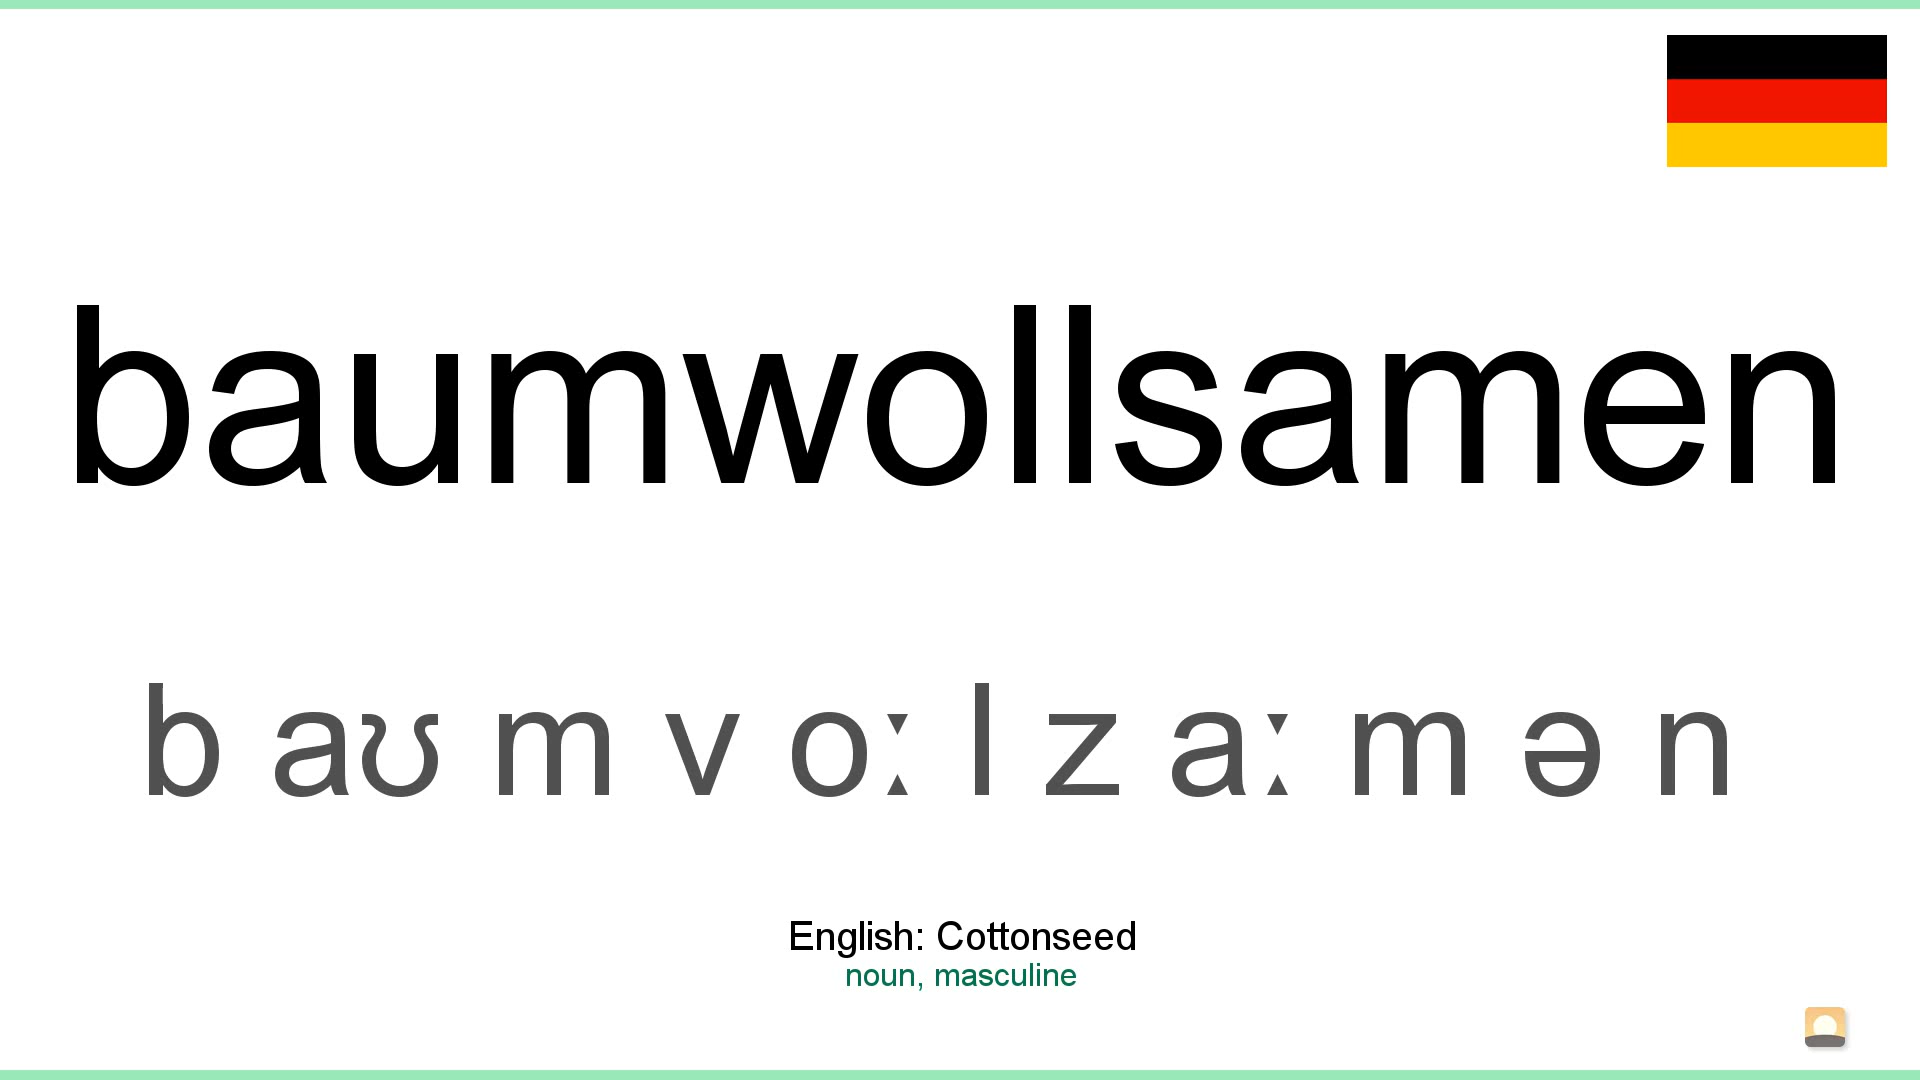 baumwollsamen
b aʊ m v oː l z aː m ə n
English: Cottonseed
noun, masculine